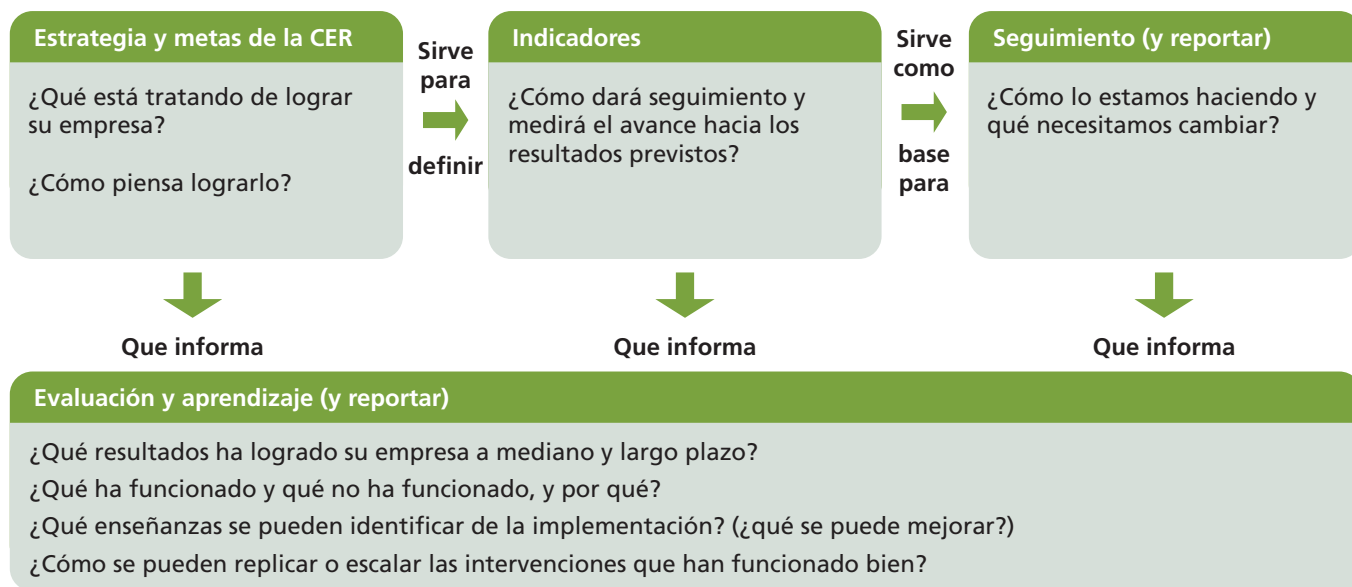 Estrategia y metas de la CER
¿Qué está tratando de lograr
su empresa?
¿Cómo piensa lograrlo?
Sirve
para
definir
Indicadores
¿Cómo dará seguimiento y
medirá el avance hacia los
resultados previstos?
Sirve
como
base
para
Seguimiento (y reportar)
¿Cómo lo estamos haciendo y
qué necesitamos cambiar?
Que informa
Que informa
Que informa
Evaluación y aprendizaje (y reportar)
¿Qué resultados ha logrado su empresa a mediano y largo plazo?
¿Qué ha funcionado y qué no ha funcionado, y por qué?
¿Qué enseñanzas se pueden identificar de la implementación? (¿qué se puede mejorar?)
¿Cómo se pueden replicar o escalar las intervenciones que han funcionado bien?